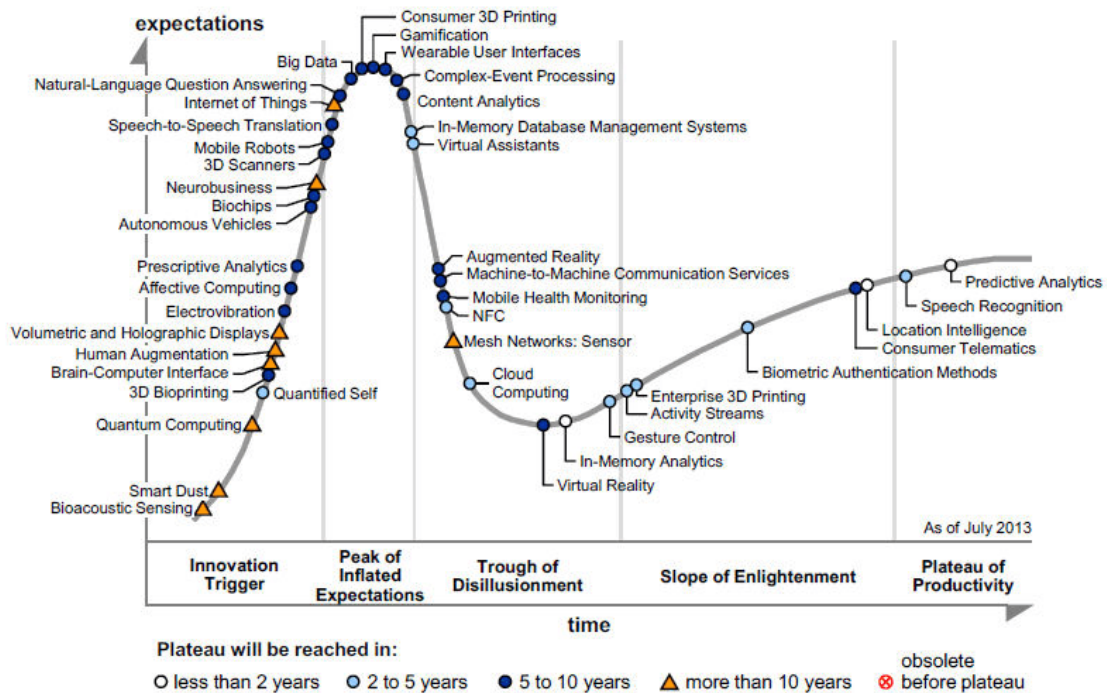 expectations
Consumer 3D Printing
Gamification
Wearable User Interfaces
Big Data
Complex-Event Processing
Natural-Language Question Answering
Content Analytics
Internet of Things
Speech-to-Speech Translation
In-Memory Database Management Systems
Mobile Robots
Virtual Assistants
3D Scanners
Neurobusiness
Biochips
Autonomous Vehicles
Augmented Reality
Prescriptive Analytics
Machine-to-Machine Communication Services
Affective Computing
Mobile Health Monitoring
Electrovibration
NFC
Volumetric and Holographic Displays
Mesh Networks: Sensor
Human Augmentation
Brain-Computer Interface
3D Bioprinting
Quantified Self
Cloud
Computing
Quantum Computing
Smart Dust
Bioacoustic Sensing
Predictive Analytics
Speech Recognition
Location Intelligence
Consumer Telematics
Biometric Authentication Methods
Enterprise 3D Printing
Activity Streams
Gesture Control
In-Memory Analytics
Virtual Reality
As of July 2013
Innovation
Trigger
Peak of
Inflated
Expectations
Trough of
Disillusionment
Slope of Enlightenment
Plateau of
Productivity
time
Plateau will be reached in:
less than 2 years
2 to 5 years
5 to 10 years
more than 10 years
obsolete
before plateau